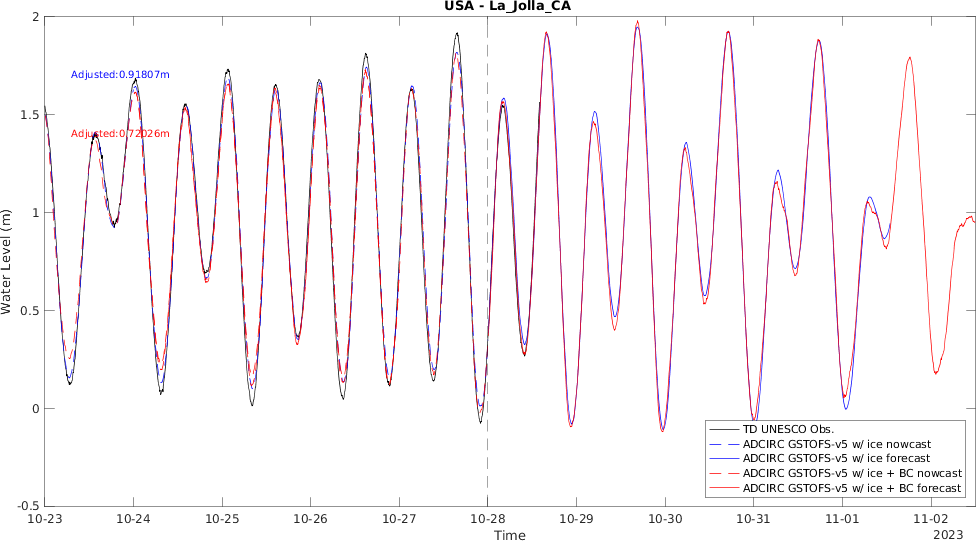 USA - La_Jolla_CA
2
1.5
1
0.5
0
-0.5
Water Level (m)
Adjusted:0.91807m
Adjusted:0.72026m
TD UNESCO Obs.
ADCIRC GSTOFS-v5 w/ ice nowcast
ADCIRC GSTOFS-v5 w/ ice forecast
ADCIRC GSTOFS-v5 w/ ice + BC nowcast
ADCIRC GSTOFS-v5 w/ ice + BC forecast
10-23 10-24 10-25 10-26 10-27 10-28 10-29 10-30 10-31 11-01 11-02
Time
2023